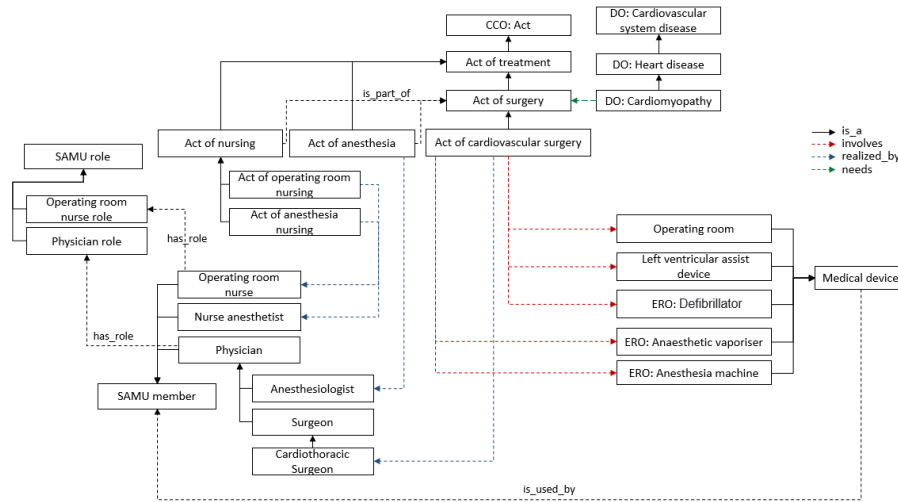 CCO: Act
DO: Cardiovascular
system disease
Act of treatment
DO: Heart disease
is_part_of
Act of surgery
DO: Cardiomyopathy
Act of nursing
Act of anesthesia
Act of cardiovascular surgery
is_a
involves
realized_by
needs
SAMU role
Act of operating room
nursing
Operating room
nurse role
Act of anesthesia
nursing
Physician role
has_role
Operating room
Operating room
nurse
Left ventricular assist
device
Medical device
Nurse anesthetist
ERO: Defibrillator
has_role
Physician
ERO: Anaesthetic vaporiser
ERO: Anesthesia machine
SAMU member
Anesthesiologist
Surgeon
Cardiothoracic
Surgeon
is_used_by